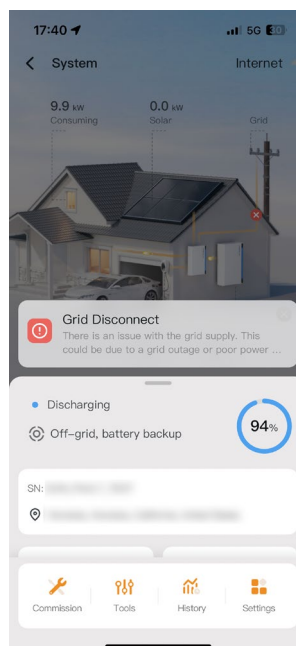 17:40
5G 30
System
Internet
9.9 kW
0.0 kW
Consuming
Solar
Grid
Grid Disconnect
There is an issue with the grid supply. This
could be due to a grid outage or poor power ...
Discharging
Off-grid, battery backup
94%
SN:
Commission
Tools
History
Settings